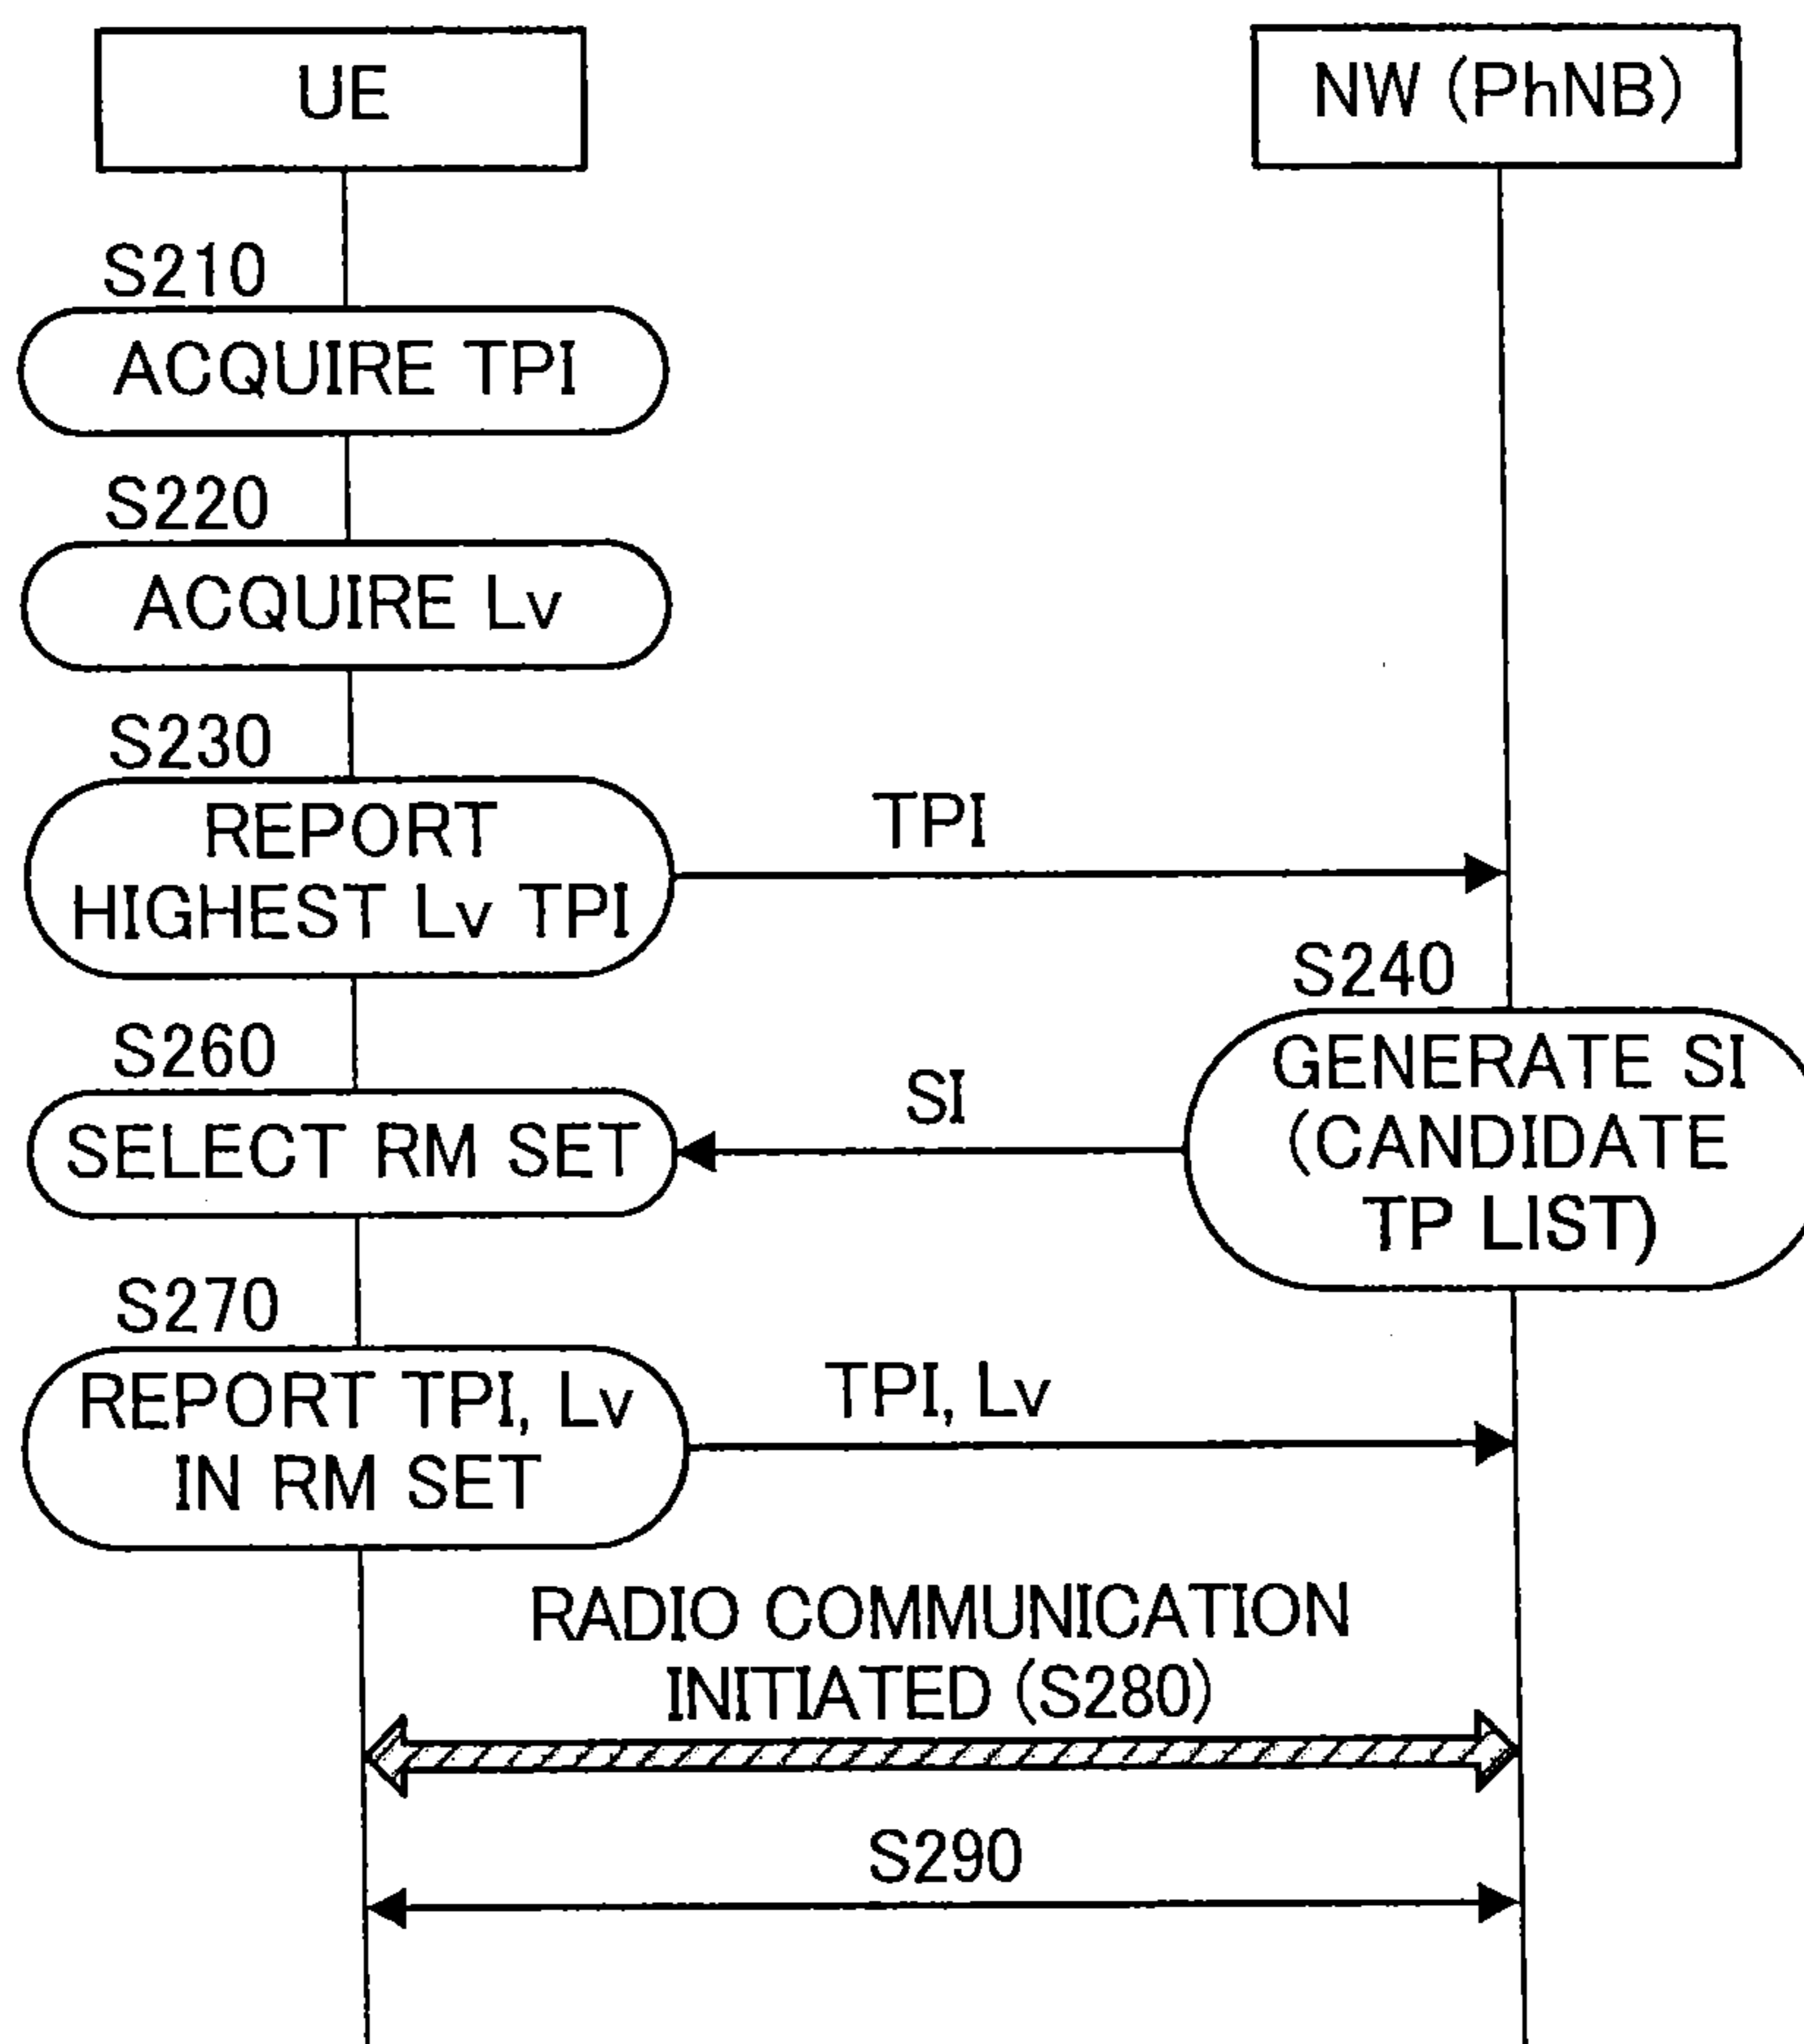 UE
NW (PhNB)
S210
ACQUIRE TPI
S220
ACQUIRE Lv
S230
REPORT
HIGHEST Lv TPI
TPI
S240
GENERATE SI
(CANDIDATE
TP LIST)
SI
S260
SELECT RM SET
S270
REPORT TPI, Lv
IN RM SET
TPI, Lv
RADIO COMMUNICATION
INITIATED (S280)
S290